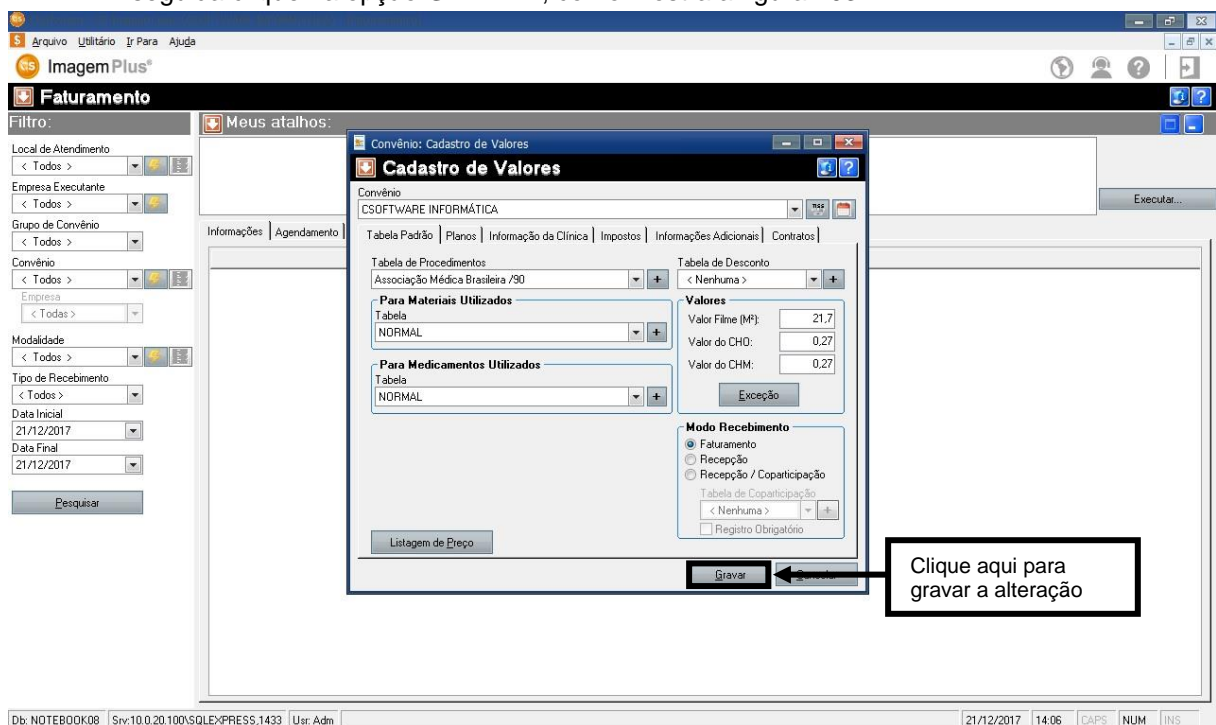 Arquivo Utilitário Ir Para Ajuda
ImagemPlus®
Faturamento
Filtro:
Meus atalhos:
Local de Atendimento
< Todos >
Empresa Executante
< Todos >
Grupo de Convênio
< Todos >
Convênio
< Todos >
Empresa
< Todas >
Modalidade
< Todos >
Tipo de Recebimento
< Todos >
Data Inicial
21/12/2017
Data Final
21/12/2017
Pesquisar
Executar...
Informações Agendamento
Convênio: Cadastro de Valores
Cadastro de Valores
Convênio
CSOFTWARE INFORMÁTICA
Tabela Padrão Planos Informação da Clínica Impostos Informações Adicionais Contratos
Tabela de Procedimentos
Associação Médica Brasileira /90
Tabela de Desconto
< Nenhuma >
Para Materiais Utilizados
Tabela
NORMAL
Para Medicamentos Utilizados
Tabela
NORMAL
Valores
Valor Filme (M²): 21,7
Valor do CHO: 0,27
Valor do CHM: 0,27
Exceção
Modo Recebimento
Faturamento
Recepção
Recepção / Coparticipação
Tabela de Coparticipação
< Nenhuma >
Registro Obrigatório
Listagem de Preço
Gravar
Clique aqui para
gravar a alteração
Db: NOTEBOOK08 Srv:10.0.20.100\SQLEXPRESS,1433 Usr: Adm 21/12/2017 14:06 CAPS NUM INS